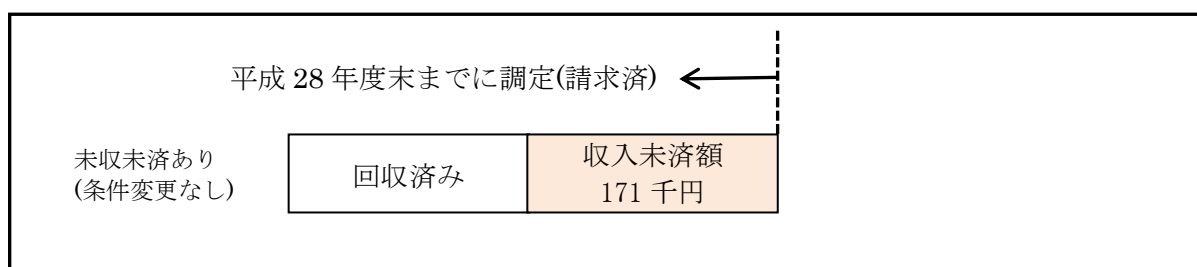 平成 28 年度末までに調定(請求済)
未収未済あり
(条件変更なし)
回収済み
収入未済額
171 千円